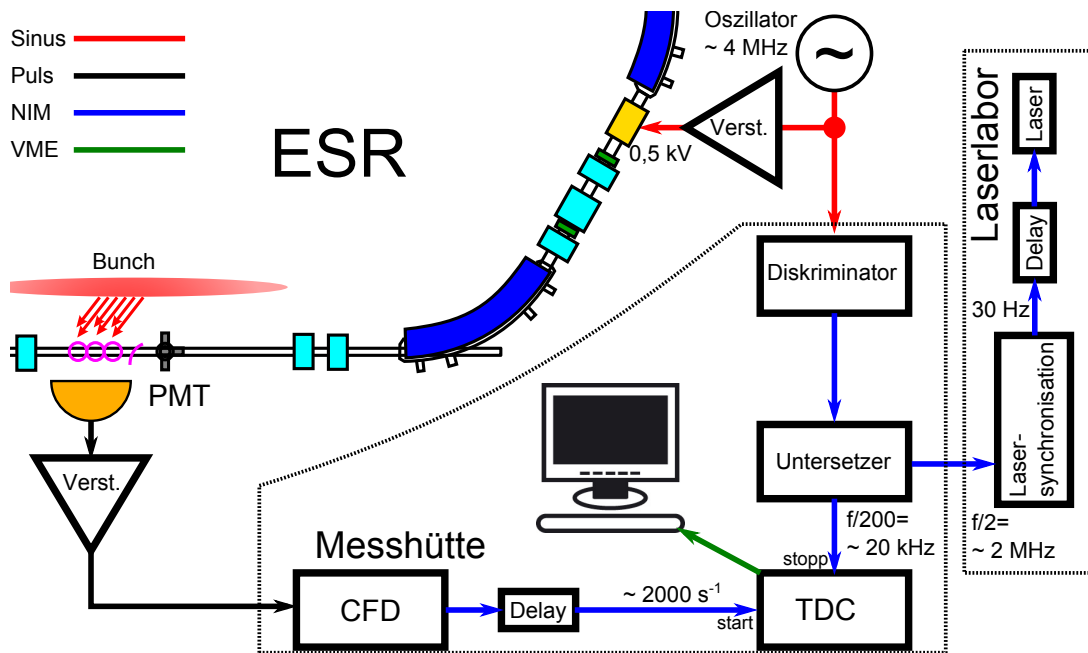 Sinus
Puls
NIM
VME
ESR
Oszillator
~ 4 MHz
~
Verst.
0,5 kV
Laserlabor
Laser
Delay
30 Hz
Laser-
synchronisation
f/2=
~ 2 MHz
Diskriminator
Untersetzer
f/200=
~ 20 kHz
Bunch
PMT
Verst.
Messhütte
CFD
Delay
~ 2000 s⁻¹
start
stopp
TDC